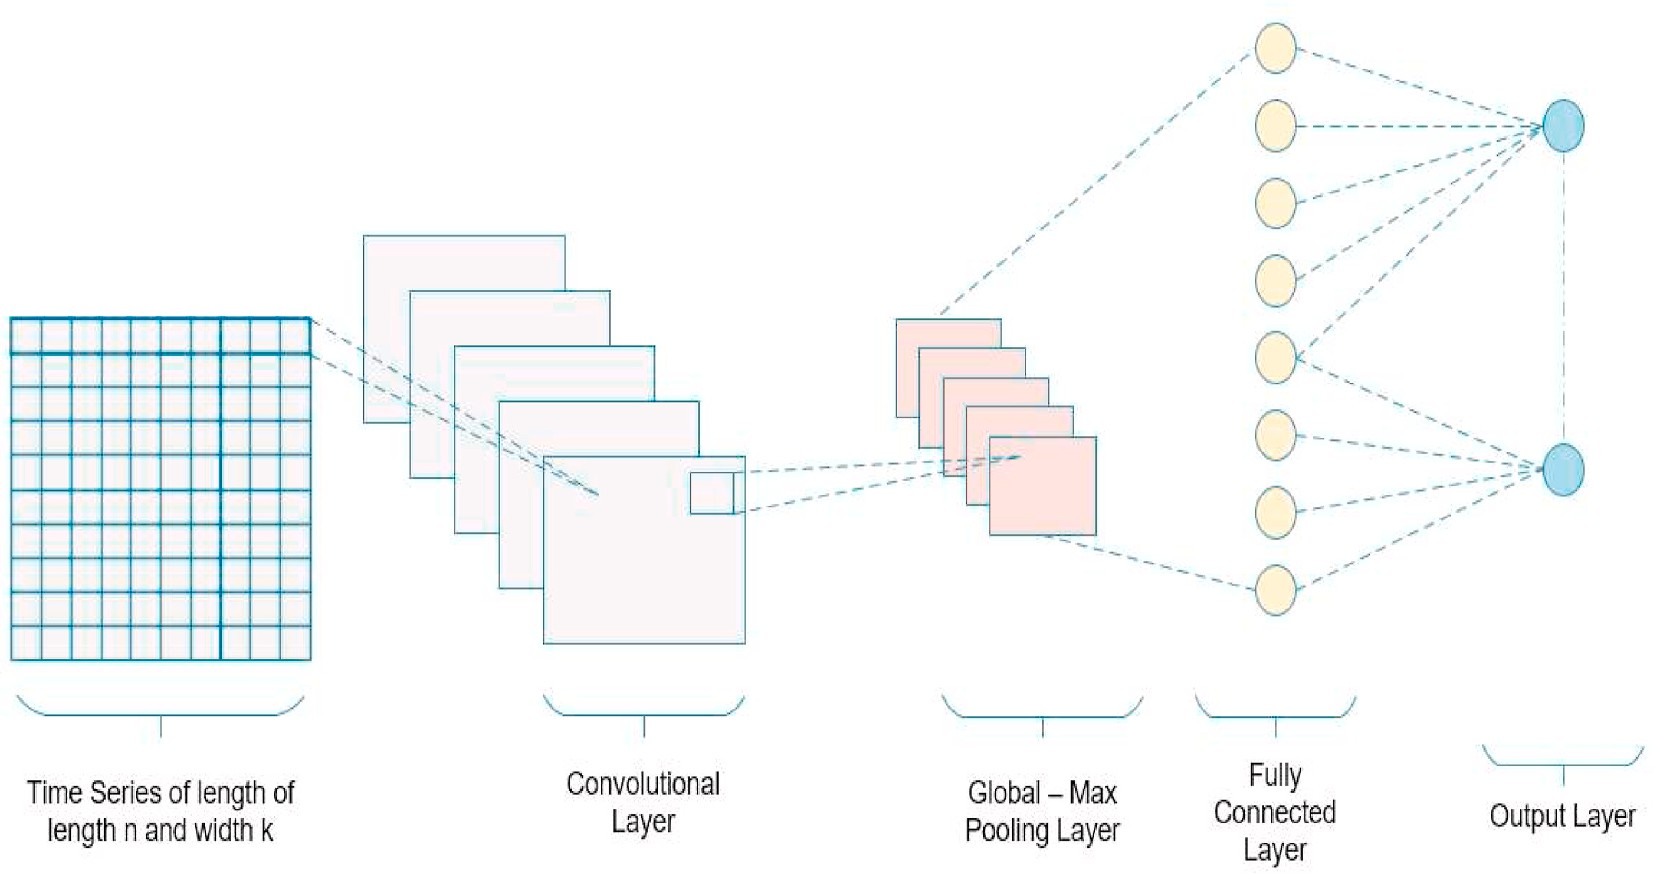 Time Series of length of
length n and width k
Convolutional
Layer
Global – Max
Pooling Layer
Fully
Connected
Layer
Output Layer